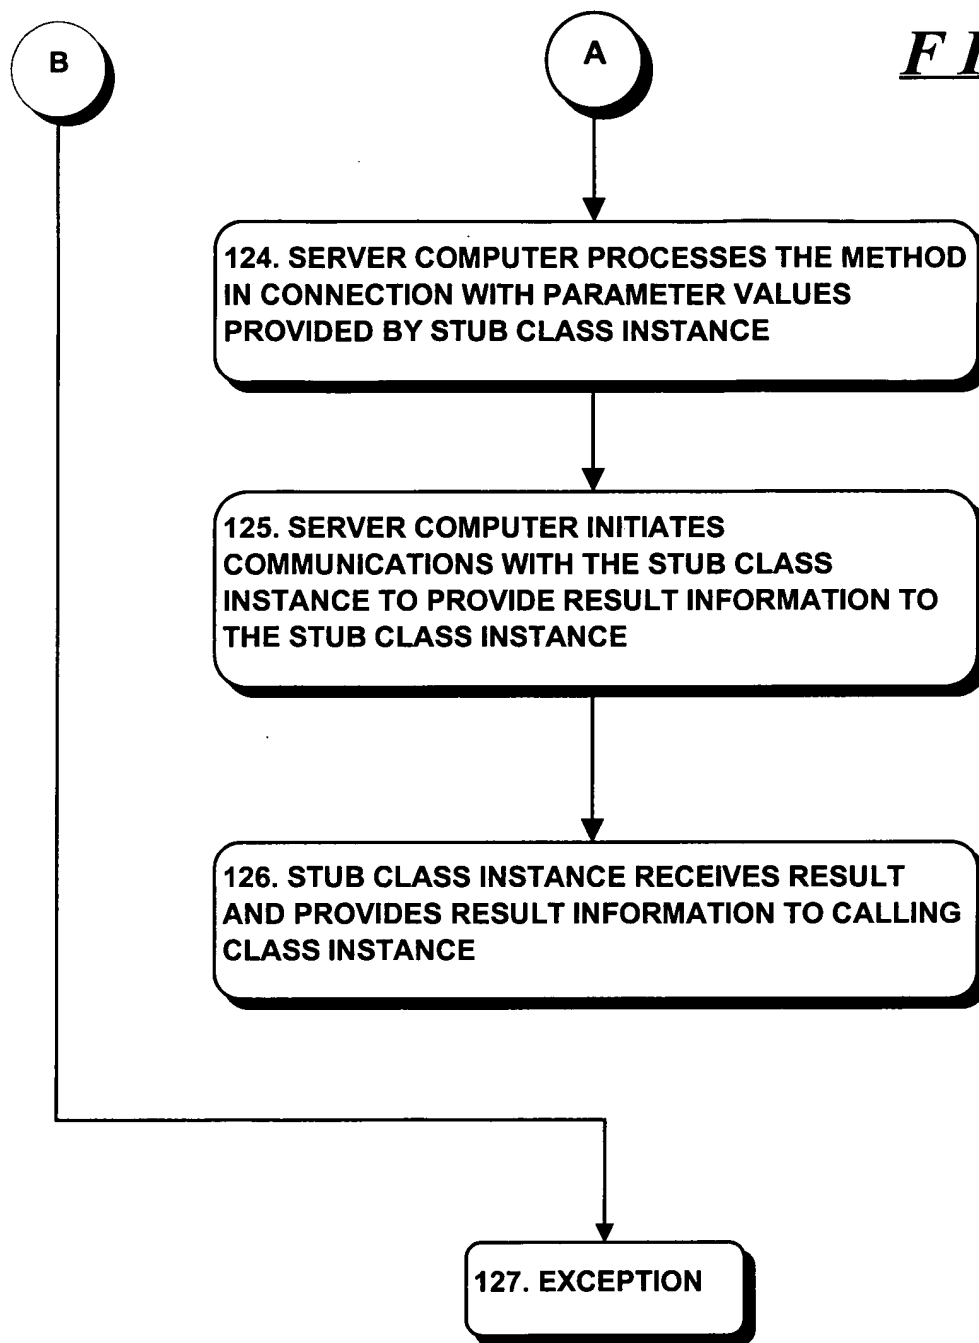 B
A
124. SERVER COMPUTER PROCESSES THE METHOD
IN CONNECTION WITH PARAMETER VALUES
PROVIDED BY STUB CLASS INSTANCE
125. SERVER COMPUTER INITIATES
COMMUNICATIONS WITH THE STUB CLASS
INSTANCE TO PROVIDE RESULT INFORMATION TO
THE STUB CLASS INSTANCE
126. STUB CLASS INSTANCE RECEIVES RESULT
AND PROVIDES RESULT INFORMATION TO CALLING
CLASS INSTANCE
127. EXCEPTION